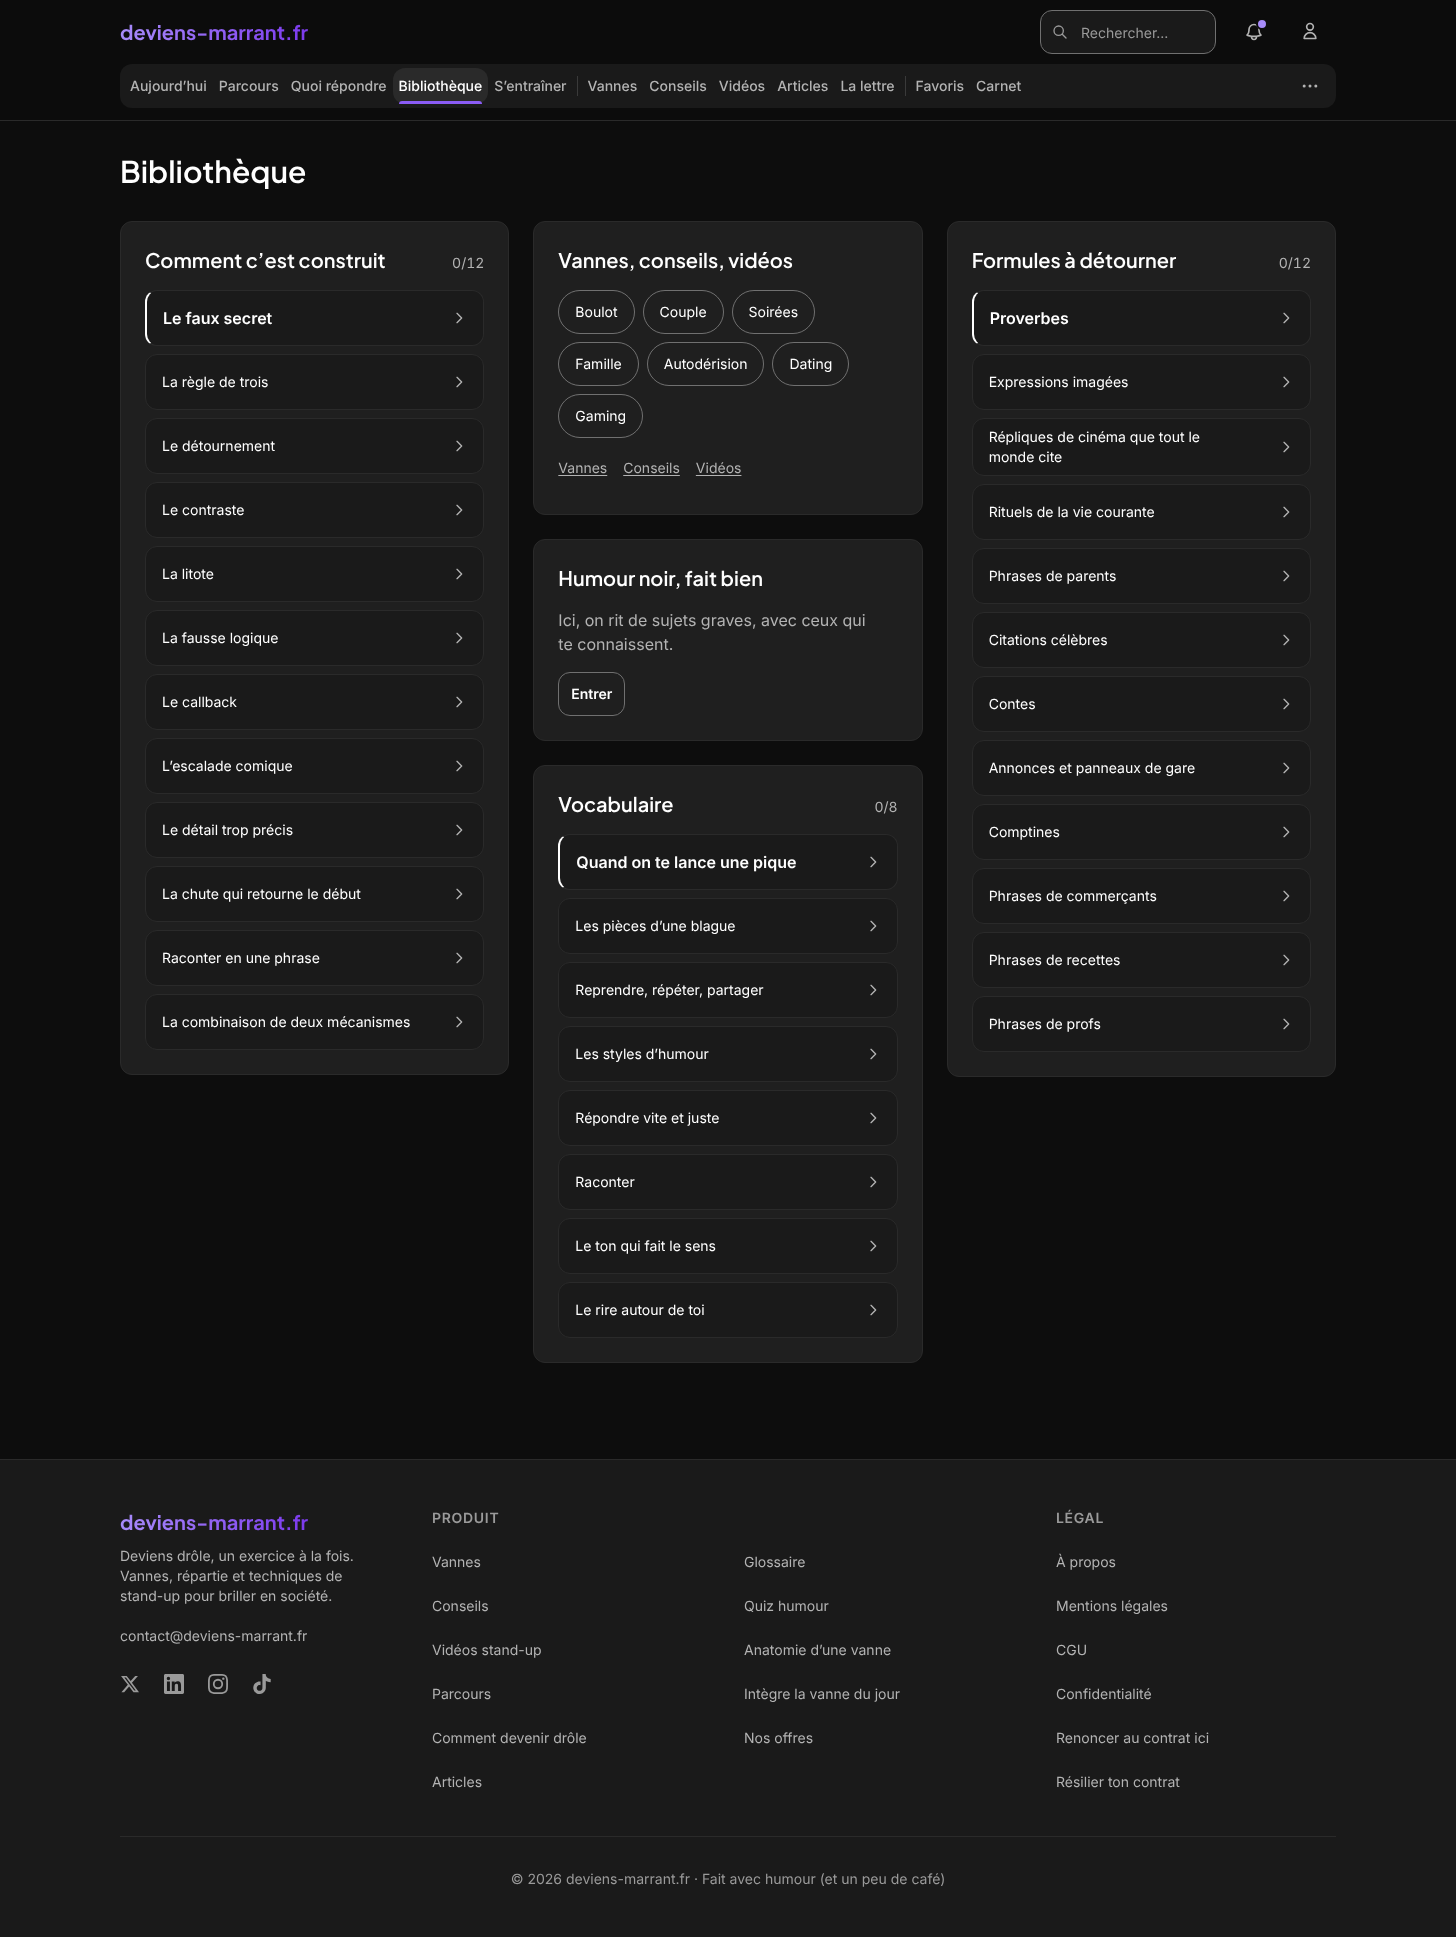 deviens-marrant.fr
Rechercher...
Aujourd’hui Parcours Quoi répondre Bibliothèque S’entraîner Vannes Conseils Vidéos Articles La lettre Favoris Carnet
Bibliothèque
Comment c’est construit 0/12
Le faux secret
La règle de trois
Le détournement
Le contraste
La litote
La fausse logique
Le callback
L’escalade comique
Le détail trop précis
La chute qui retourne le début
Raconter en une phrase
La combinaison de deux mécanismes
Vannes, conseils, vidéos
Boulot Couple Soirées
Famille Autodérision Dating
Gaming
Vannes Conseils Vidéos
Humour noir, fait bien
Ici, on rit de sujets graves, avec ceux qui
te connaissent.
Entrer
Vocabulaire 0/8
Quand on te lance une pique
Les pièces d’une blague
Reprendre, répéter, partager
Les styles d’humour
Répondre vite et juste
Raconter
Le ton qui fait le sens
Le rire autour de toi
Formules à détourner 0/12
Proverbes
Expressions imagées
Répliques de cinéma que tout le
monde cite
Rituels de la vie courante
Phrases de parents
Citations célèbres
Contes
Annonces et panneaux de gare
Comptines
Phrases de commerçants
Phrases de recettes
Phrases de profs
deviens-marrant.fr
Deviens drôle, un exercice à la fois.
Vannes, répartie et techniques de
stand-up pour briller en société.
contact@deviens-marrant.fr
PRODUIT
Vannes
Conseils
Vidéos stand-up
Parcours
Comment devenir drôle
Articles
Glossaire
Quiz humour
Anatomie d’une vanne
Intègre la vanne du jour
Nos offres
LÉGAL
À propos
Mentions légales
CGU
Confidentialité
Renoncer au contrat ici
Résilier ton contrat
© 2026 deviens-marrant.fr · Fait avec humour (et un peu de café)